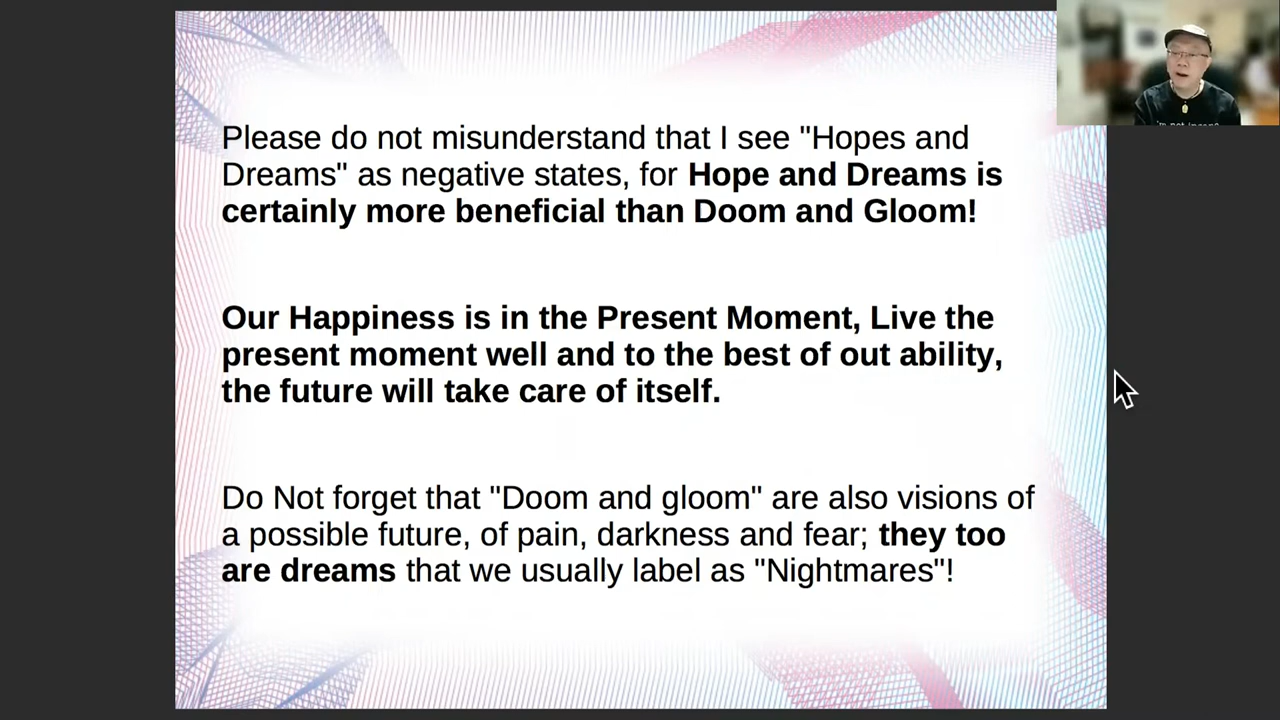 Please do not misunderstand that I see "Hopes and
Dreams" as negative states, for Hope and Dreams is
certainly more beneficial than Doom and Gloom!
Our Happiness is in the Present Moment, Live the
present moment well and to the best of out ability,
the future will take care of itself.
Do Not forget that "Doom and gloom" are also visions of
a possible future, of pain, darkness and fear; they too
are dreams that we usually label as "Nightmares"!